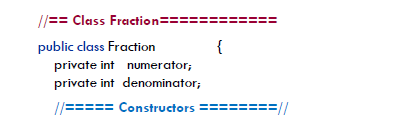 //== Class Fraction============
public class Fraction {
private int numerator;
private int denominator;
//===== Constructors ========//